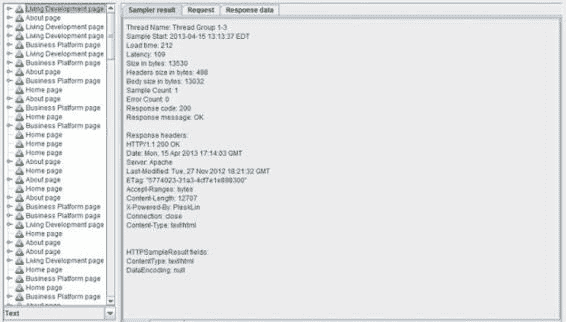 Living Development page
About page
Living Development page
Living Development page
Business Platform page
Living Development page
Business Platform page
About page
Business Platform page
Home page
About page
Business Platform page
Home page
Business Platform page
Home page
Home page
Home page
About page
Home page
Home page
About page
Business Platform page
Business Platform page
Living Development page
Home page
About page
About page
Living Development page
Home page
Business Platform page
Home page
Business Platform page
About page
Text
Sampler result
Request
Response data
Thread Name: Thread Group 1-3
Sample Start: 2013-04-15 13:13:37 EDT
Load time: 212
Latency: 109
Size in bytes: 13530
Headers size in bytes: 498
Body size in bytes: 13032
Sample Count: 1
Error Count: 0
Response code: 200
Response message: OK
Response headers:
HTTP/1.1 200 OK
Date: Mon, 15 Apr 2013 17:14:03 GMT
Server: Apache
Last-Modified: Tue, 27 Nov 2012 18:21:32 GMT
ETag: "5774023-31a3-4cf7e1e898300"
Accept-Ranges: bytes
Content-Length: 12707
X-Powered-By: PleskLin
Connection: close
Content-Type: text/html
HTTPSampleResult fields:
ContentType: text/html
DataEncoding: null